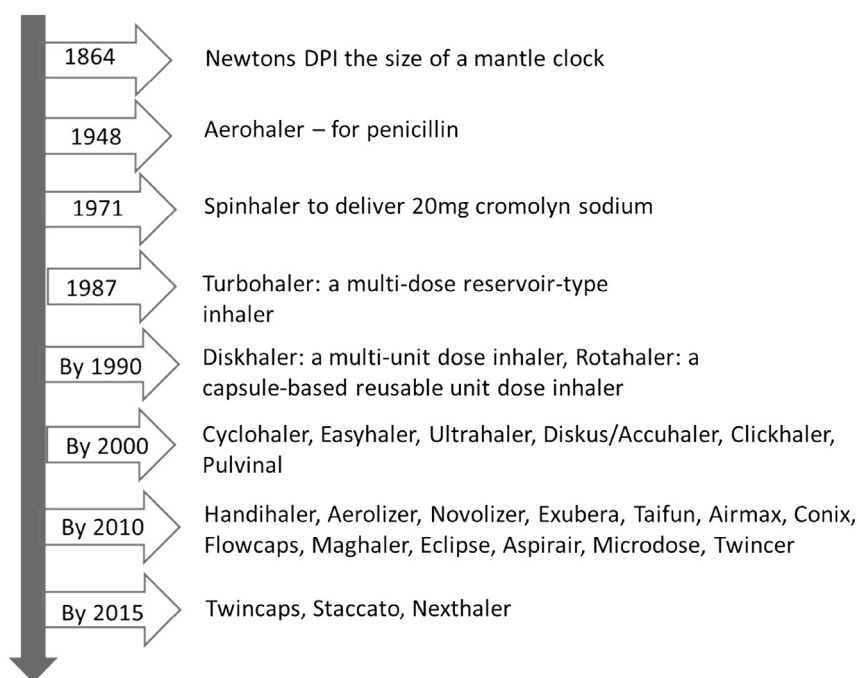 1864
Newtons DPI the size of a mantle clock
1948
Aerohaler – for penicillin
1971
Spinhaler to deliver 20mg cromolyn sodium
1987
Turbohaler: a multi-dose reservoir-type
inhaler
By 1990
Diskhaler: a multi-unit dose inhaler, Rotahaler: a
capsule-based reusable unit dose inhaler
By 2000
Cyclohaler, Easyhaler, Ultrahaler, Diskus/Accuhaler, Clickhaler,
Pulvinal
By 2010
Handihaler, Aerolizer, Novolizer, Exubera, Taifun, Airmax, Conix,
Flowcaps, Maghaler, Eclipse, Aspirair, Microdose, Twincer
By 2015
Twincaps, Staccato, Nexthaler